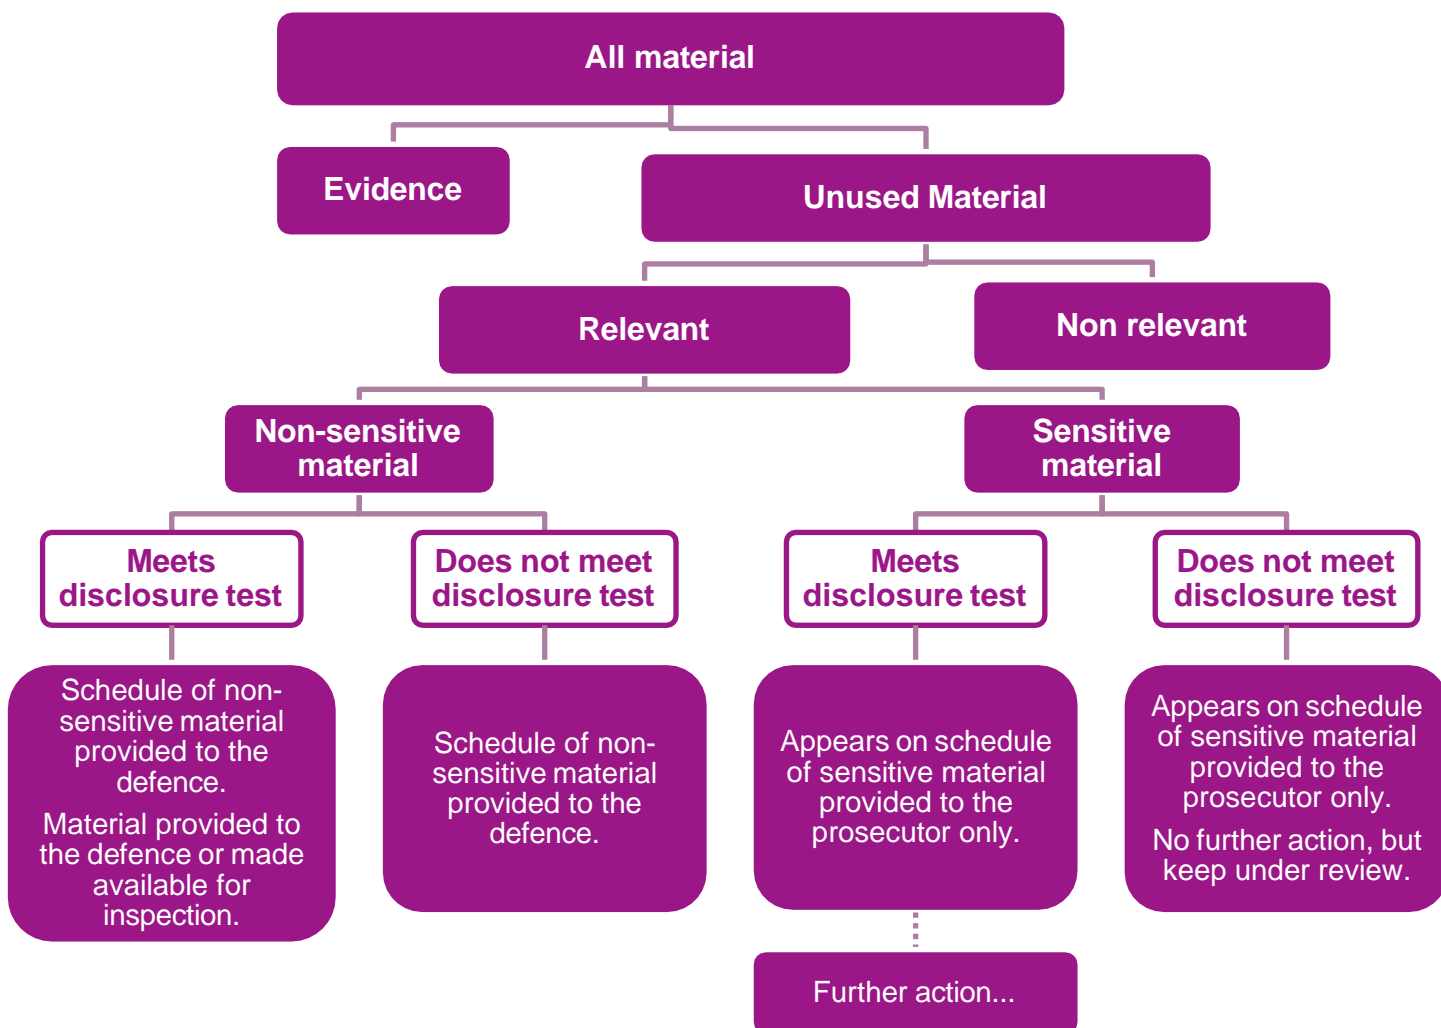 All material
Evidence
Unused Material
Relevant
Non relevant
Non-sensitive
material
Sensitive
material
Meets
disclosure test
Does not meet
disclosure test
Meets
disclosure test
Does not meet
disclosure test
Schedule of non-
sensitive material
provided to the
defence.
Material provided to
the defence or made
available for
inspection.
Schedule of non-
sensitive material
provided to the
defence.
Appears on schedule
of sensitive material
provided to the
prosecutor only.
Appears on schedule
of sensitive material
provided to the
prosecutor only.
No further action, but
keep under review.
Further action...